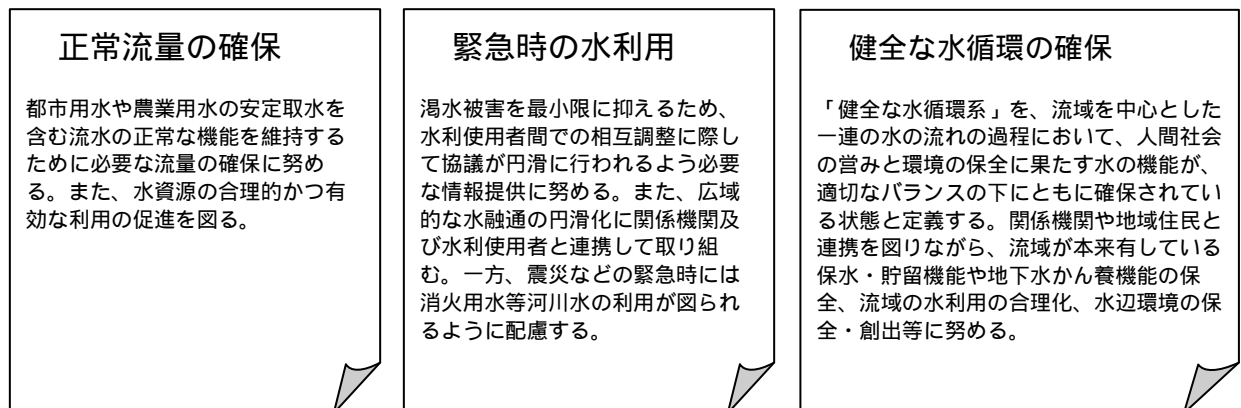 正常流量の確保
都市用水や農業用水の安定取水を
含む流水の正常な機能を維持する
ために必要な流量の確保に努め
る。また、水資源の合理的かつ有
効な利用の促進を図る。
緊急時の水利用
渇水被害を最小限に抑えるため、
水利使用者間での相互調整に際し
て協議が円滑に行われるよう必要
な情報提供に努める。また、広域
的な水融通の円滑化に関係機関及
び水利使用者と連携して取り組
む。一方、震災などの緊急時には
消火用水等河川水の利用が図られ
るように配慮する。
健全な水循環の確保
「健全な水循環系」を、流域を中心とした
一連の水の流れの過程において、人間社会
の営みと環境の保全に果たす水の機能が、
適切なバランスの下にともに確保されてい
る状態と定義する。関係機関や地域住民と
連携を図りながら、流域が本来有している
保水・貯留機能や地下水かん養機能の保
全、流域の水利用の合理化、水辺環境の保
全・創出等に努める。